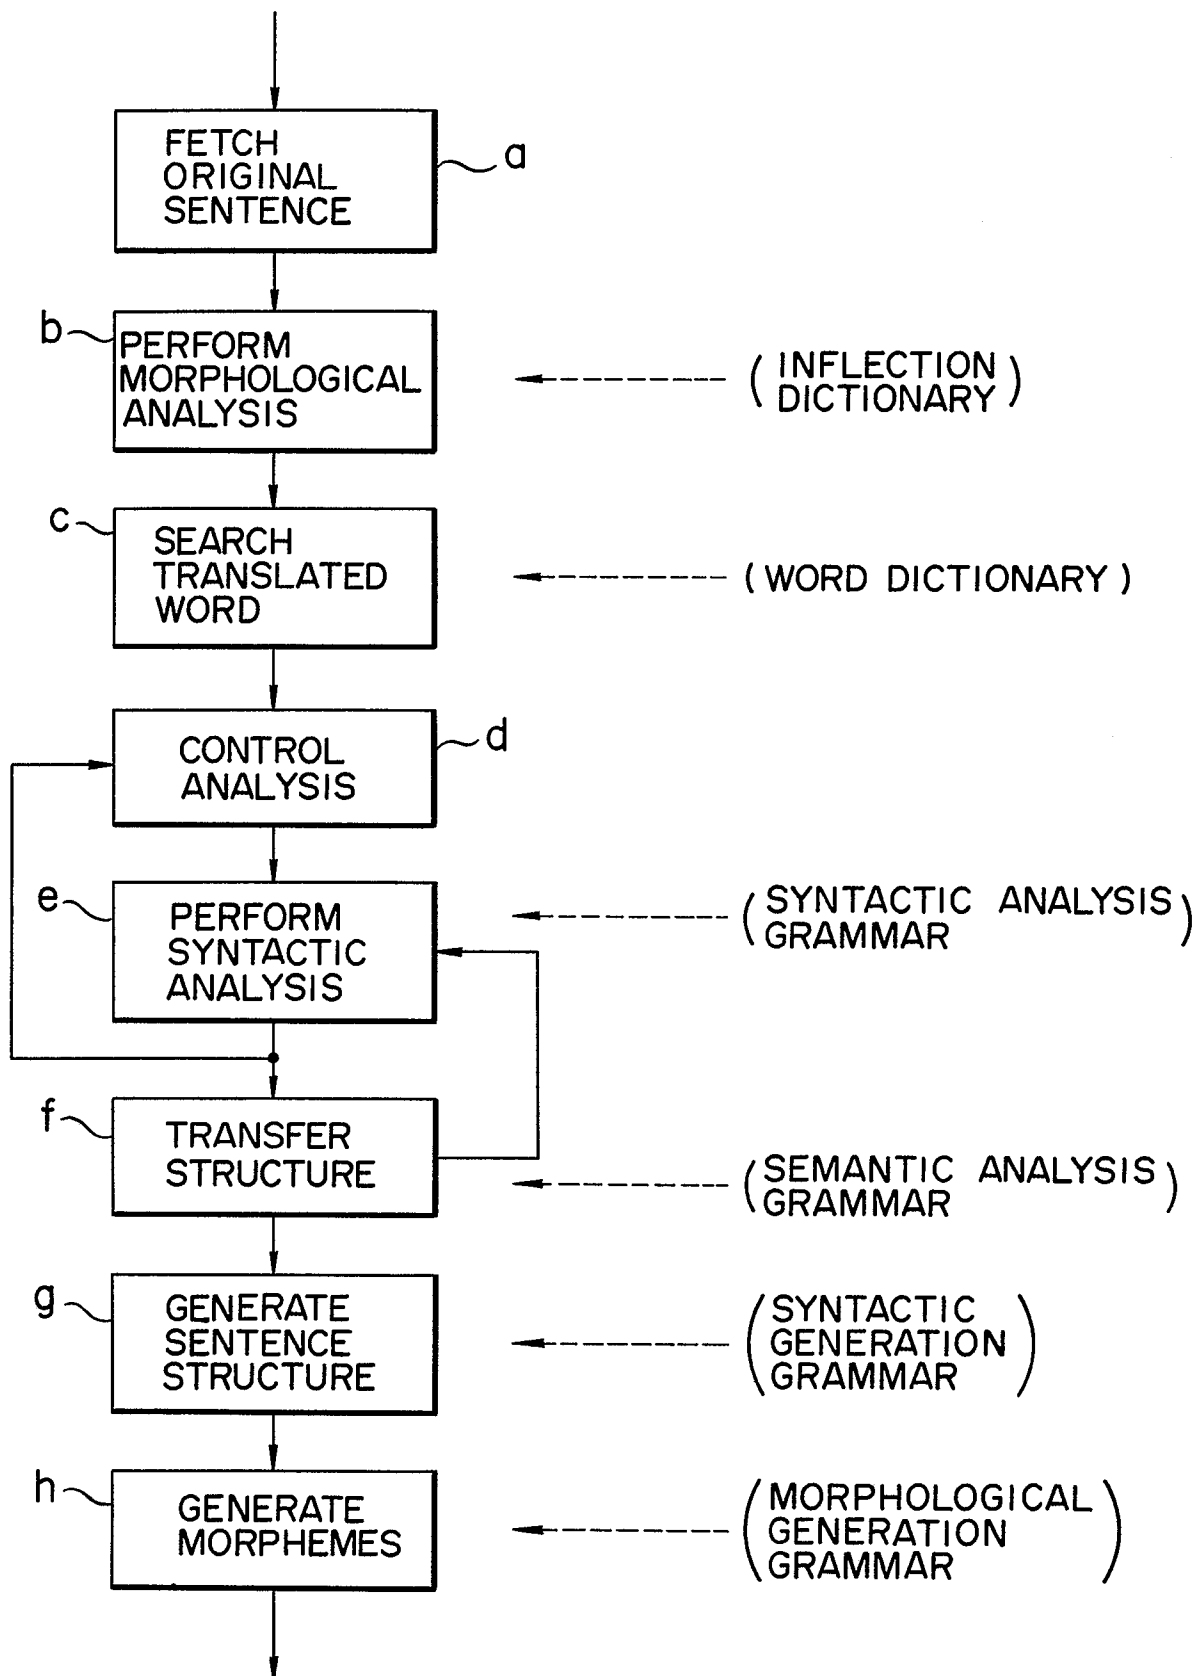 FETCH
ORIGINAL
SENTENCE
a
b
PERFORM
MORPHOLOGICAL
ANALYSIS
( INFLECTION
DICTIONARY )
c
SEARCH
TRANSLATED
WORD
( WORD DICTIONARY )
CONTROL
ANALYSIS
d
e
PERFORM
SYNTACTIC
ANALYSIS
( SYNTACTIC ANALYSIS
GRAMMAR )
f
TRANSFER
STRUCTURE
( SEMANTIC ANALYSIS
GRAMMAR )
g
GENERATE
SENTENCE
STRUCTURE
( SYNTACTIC
GENERATION
GRAMMAR )
h
GENERATE
MORPHEMES
( MORPHOLOGICAL
GENERATION
GRAMMAR )